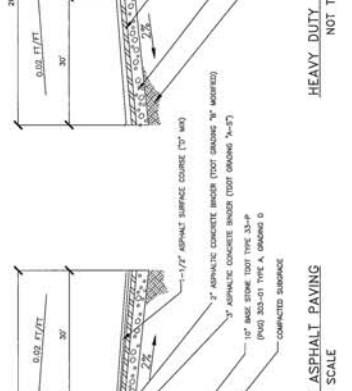 0.02 FT/FT
30'
2%
HEAVY DUTY
NOT T
0.02 FT/FT
30'
2%
1-1/2" ASPHALT SURFACE COURSE ("D" MIX)
2" ASPHALTIC CONCRETE BINDER (TDOT GRADING "B" MODIFIED)
3" ASPHALTIC CONCRETE BINDER (TDOT GRADING "A-S")
10" BASE STONE TDOT TYPE 33-P
(PUG) 303-01 TYPE A, GRADING D
COMPACTED SUBGRADE
ASPHALT PAVING
SCALE